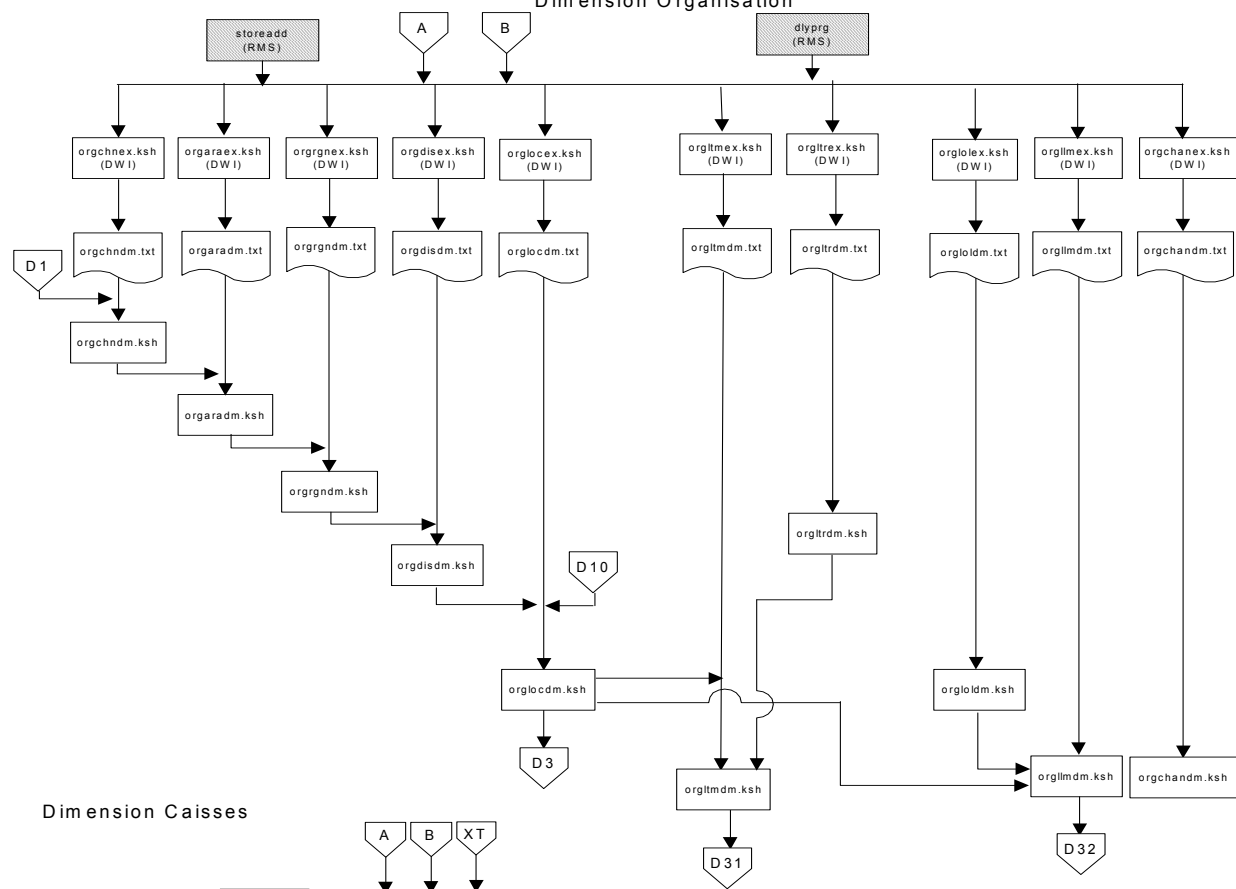 Dimension Organisation
storeadd
(RMS)
A
B
dlyprg
(RMS)
orgchnex.ksh
(DWI)
orgaraex.ksh
(DWI)
orgrgnex.ksh
(DWI)
orgdisex.ksh
(DWI)
orglocex.ksh
(DWI)
orgltmex.ksh
(DWI)
orgltrex.ksh
(DWI)
orglolex.ksh
(DWI)
orgllmex.ksh
(DWI)
orgchanex.ksh
(DWI)
orgchndm.txt
orgaradm.txt
orgrgndm.txt
orgdisdm.txt
orglocdm.txt
orgltmdm.txt
orgltrdm.txt
orgloldm.txt
orgllmdm.txt
orgchandm.txt
D1
orgchndm.ksh
orgaradm.ksh
orgrgndm.ksh
orgltrdm.ksh
orgdisdm.ksh
D10
orglocdm.ksh
orgloldm.ksh
D3
orgltmdm.ksh
orgllmdm.ksh
orgchandm.ksh
Dimension Caisses
A
B
XT
D31
D32